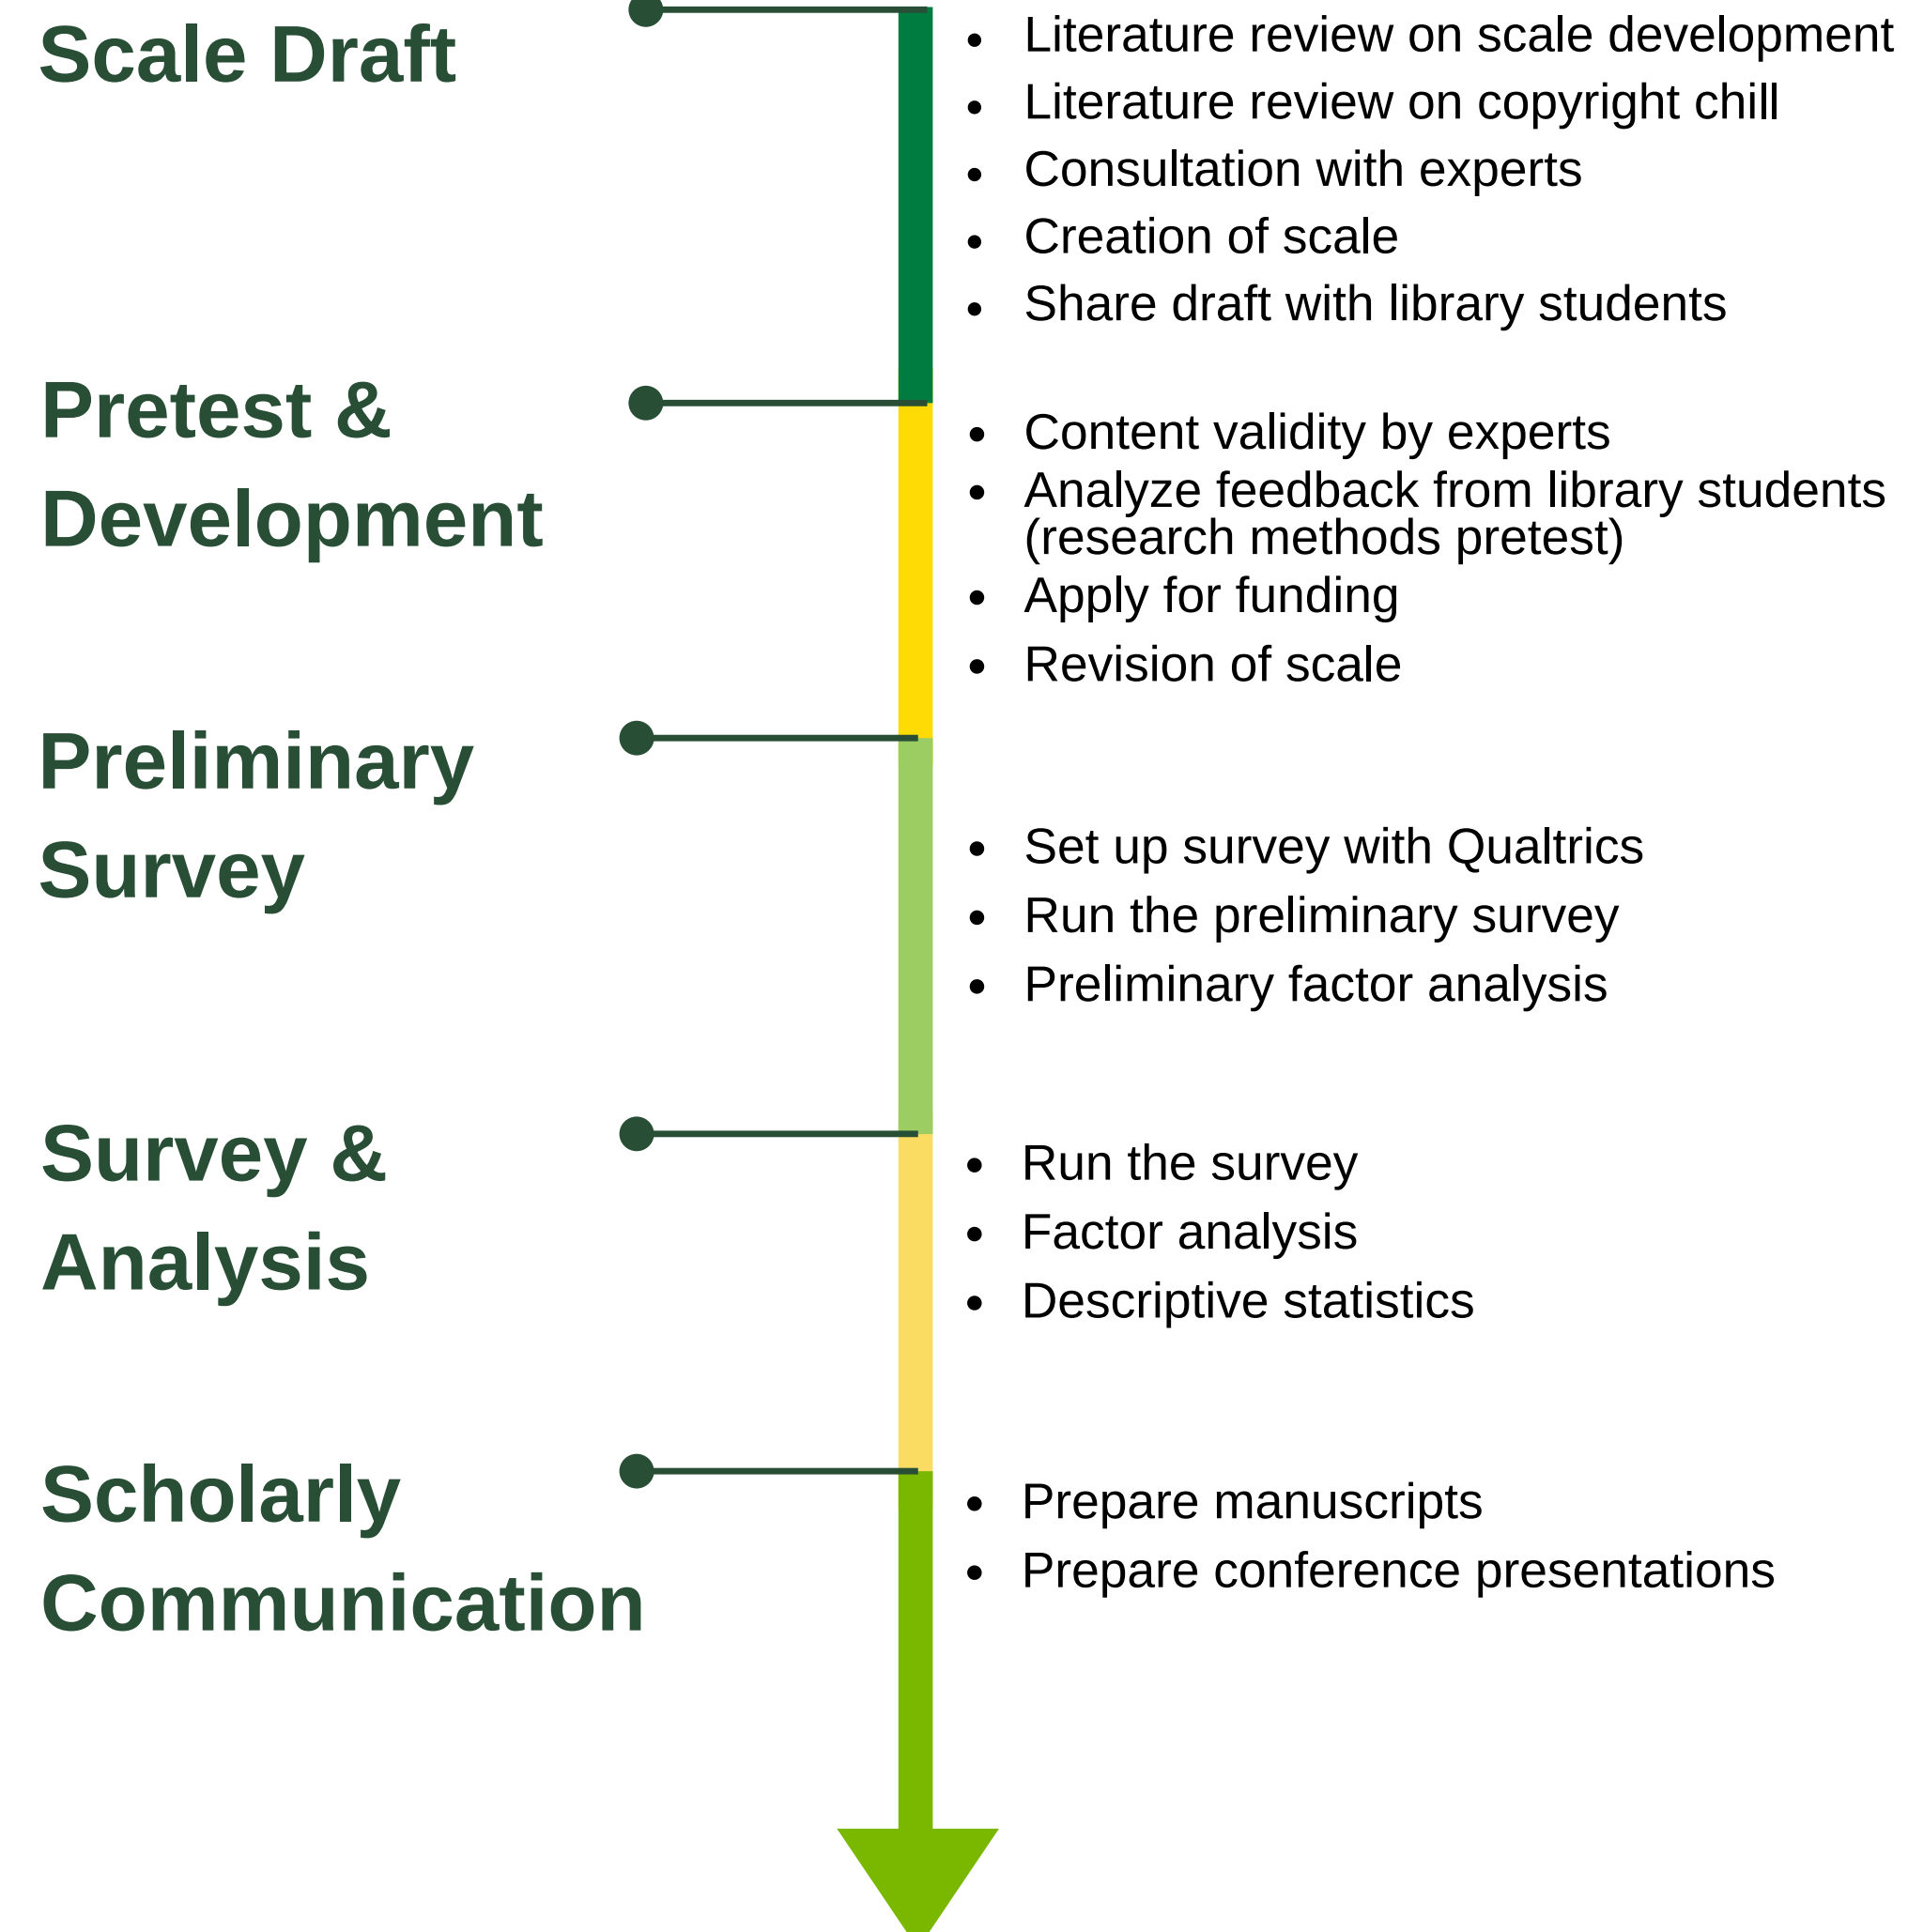 Scale Draft
• Literature review on scale development
• Literature review on copyright chill
• Consultation with experts
• Creation of scale
• Share draft with library students
Pretest &
Development
• Content validity by experts
• Analyze feedback from library students
(research methods pretest)
• Apply for funding
• Revision of scale
Preliminary
Survey
• Set up survey with Qualtrics
• Run the preliminary survey
• Preliminary factor analysis
Survey &
Analysis
• Run the survey
• Factor analysis
• Descriptive statistics
Scholarly
Communication
• Prepare manuscripts
• Prepare conference presentations